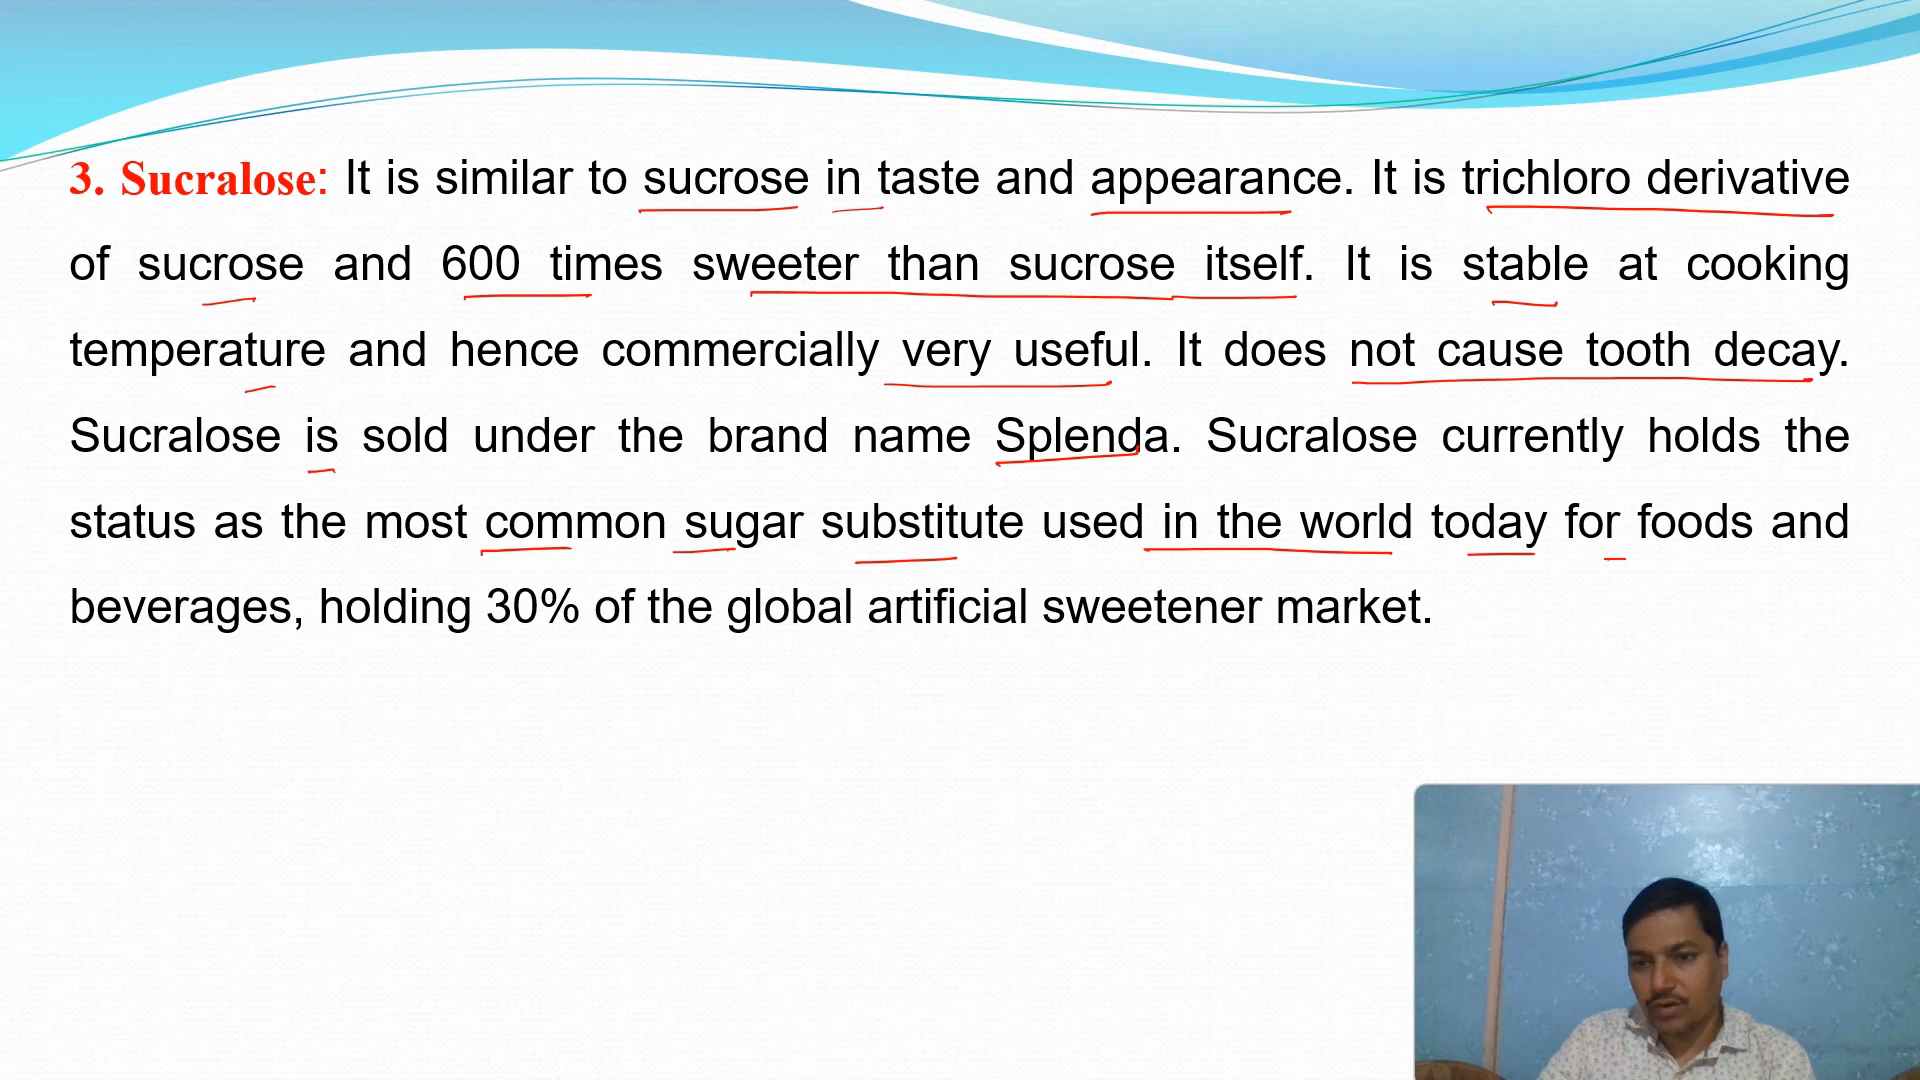 3. Sucralose: It is similar to sucrose in taste and appearance. It is trichloro derivative
of sucrose and 600 times sweeter than sucrose itself. It is stable at cooking
temperature and hence commercially very useful. It does not cause tooth decay.
Sucralose is sold under the brand name Splenda. Sucralose currently holds the
status as the most common sugar substitute used in the world today for foods and
beverages, holding 30% of the global artificial sweetener market.